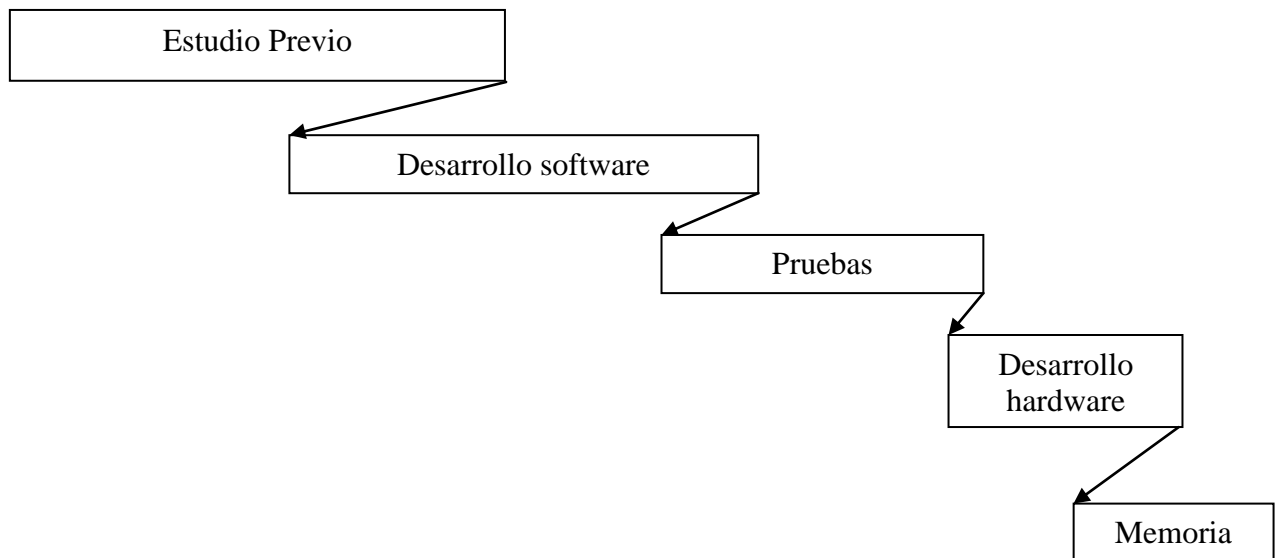 Estudio Previo
Desarrollo software
Pruebas
Desarrollo
hardware
Memoria